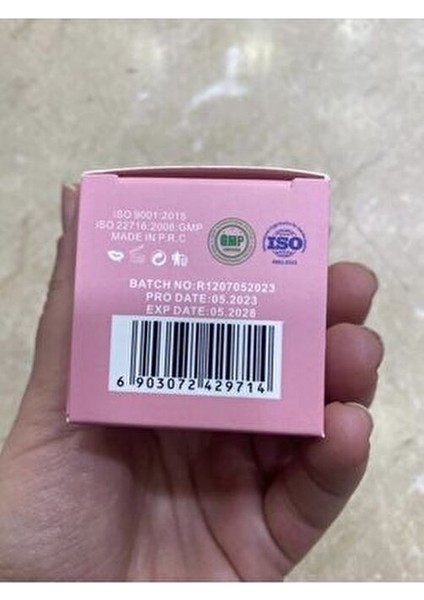 ISO 9001:2015
ISO.22716:2008:GMP
MADE IN P.R.C
GMP
ISO
BATCH NO:R1207052023
PRO DATE:05.2023
EXP DATE:05.2028
6 903072 429714